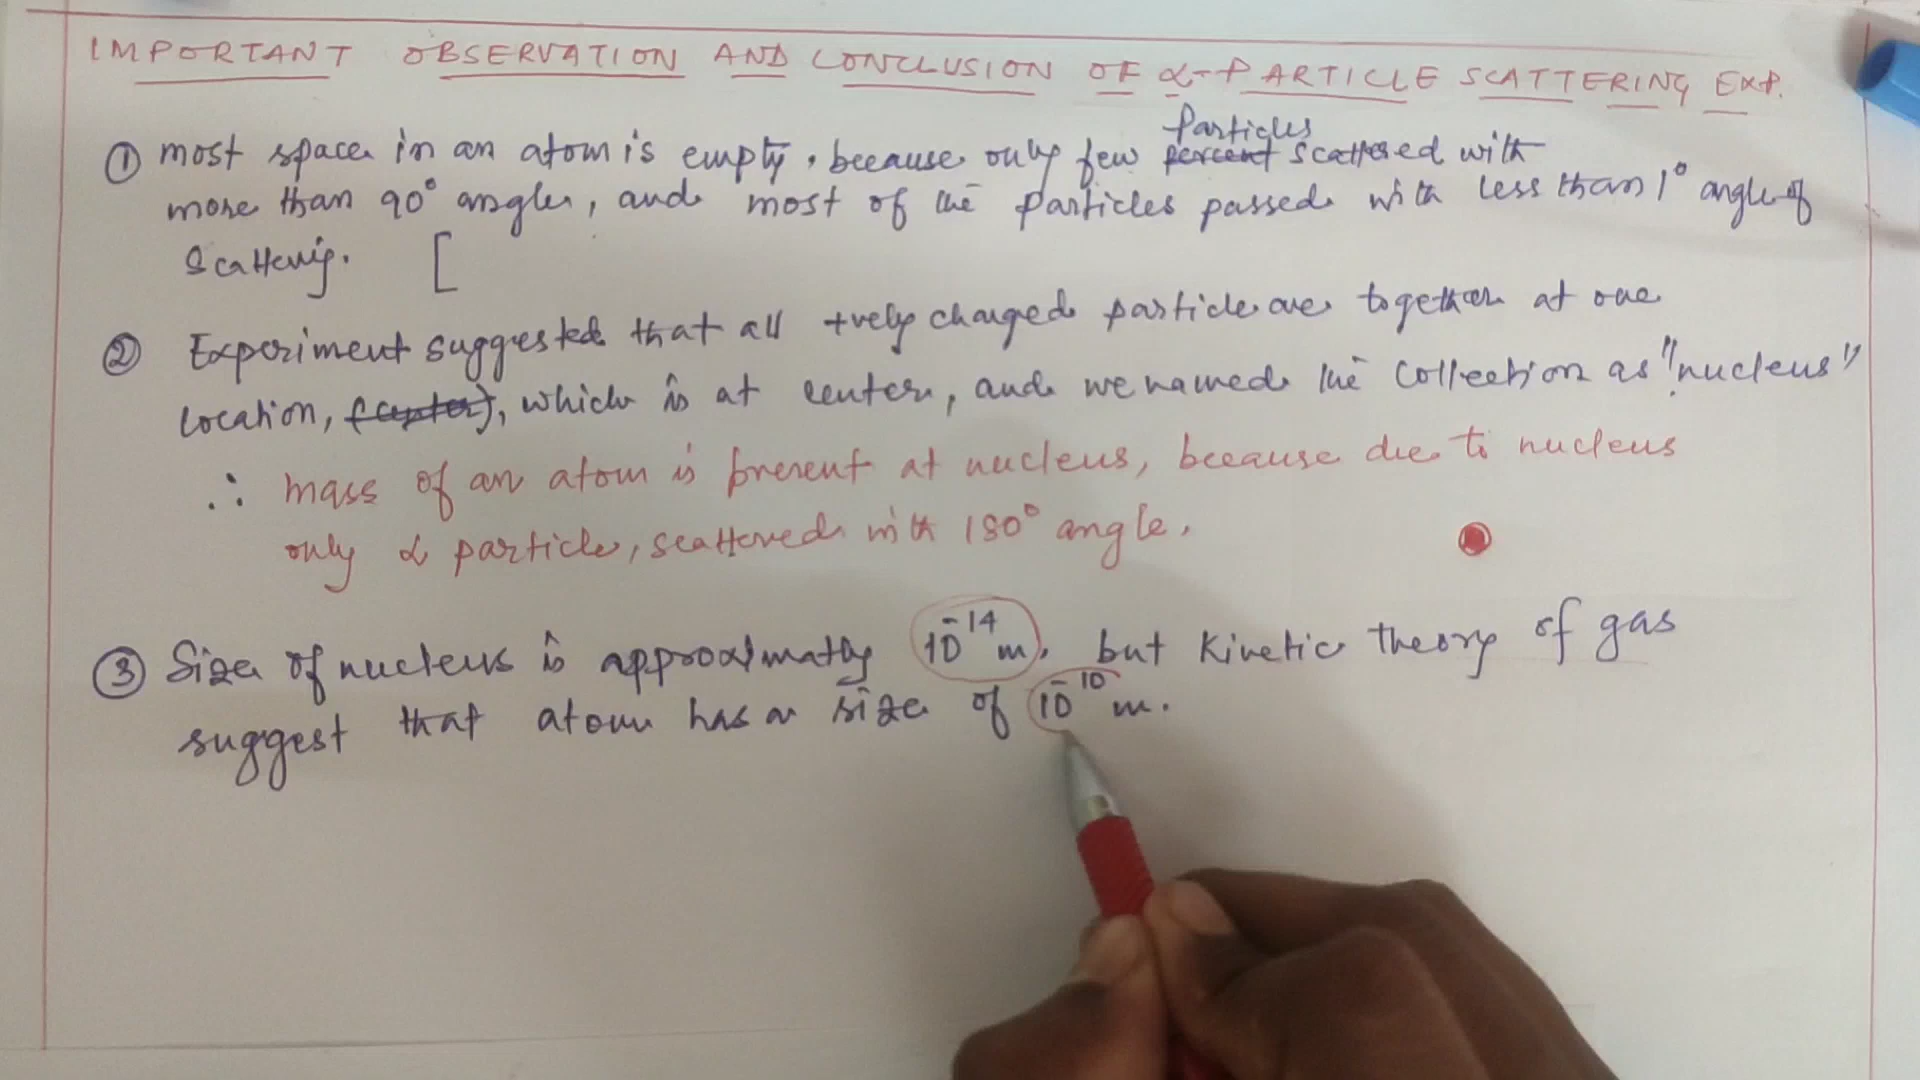 IMPORTANT OBSERVATION AND CONCLUSION OF α-PARTICLE SCATTERING EXP.
① most space in an atom is empty, because only few percent particles scattered with
more than 90° angle, and most of the particles passed with less than 1° angle of
scattering. [
② Experiment suggested that all +vely charged particle are together at one
location, (center), which is at center, and we named the collection as "nucleus"
∴ mass of an atom is present at nucleus, because due to nucleus
only α particle, scattered with 180° angle.
③ Size of nucleus is approximatly 10⁻¹⁴ m, but kinetic theory of gas
suggest that atom has a size of 10⁻¹⁰ m.